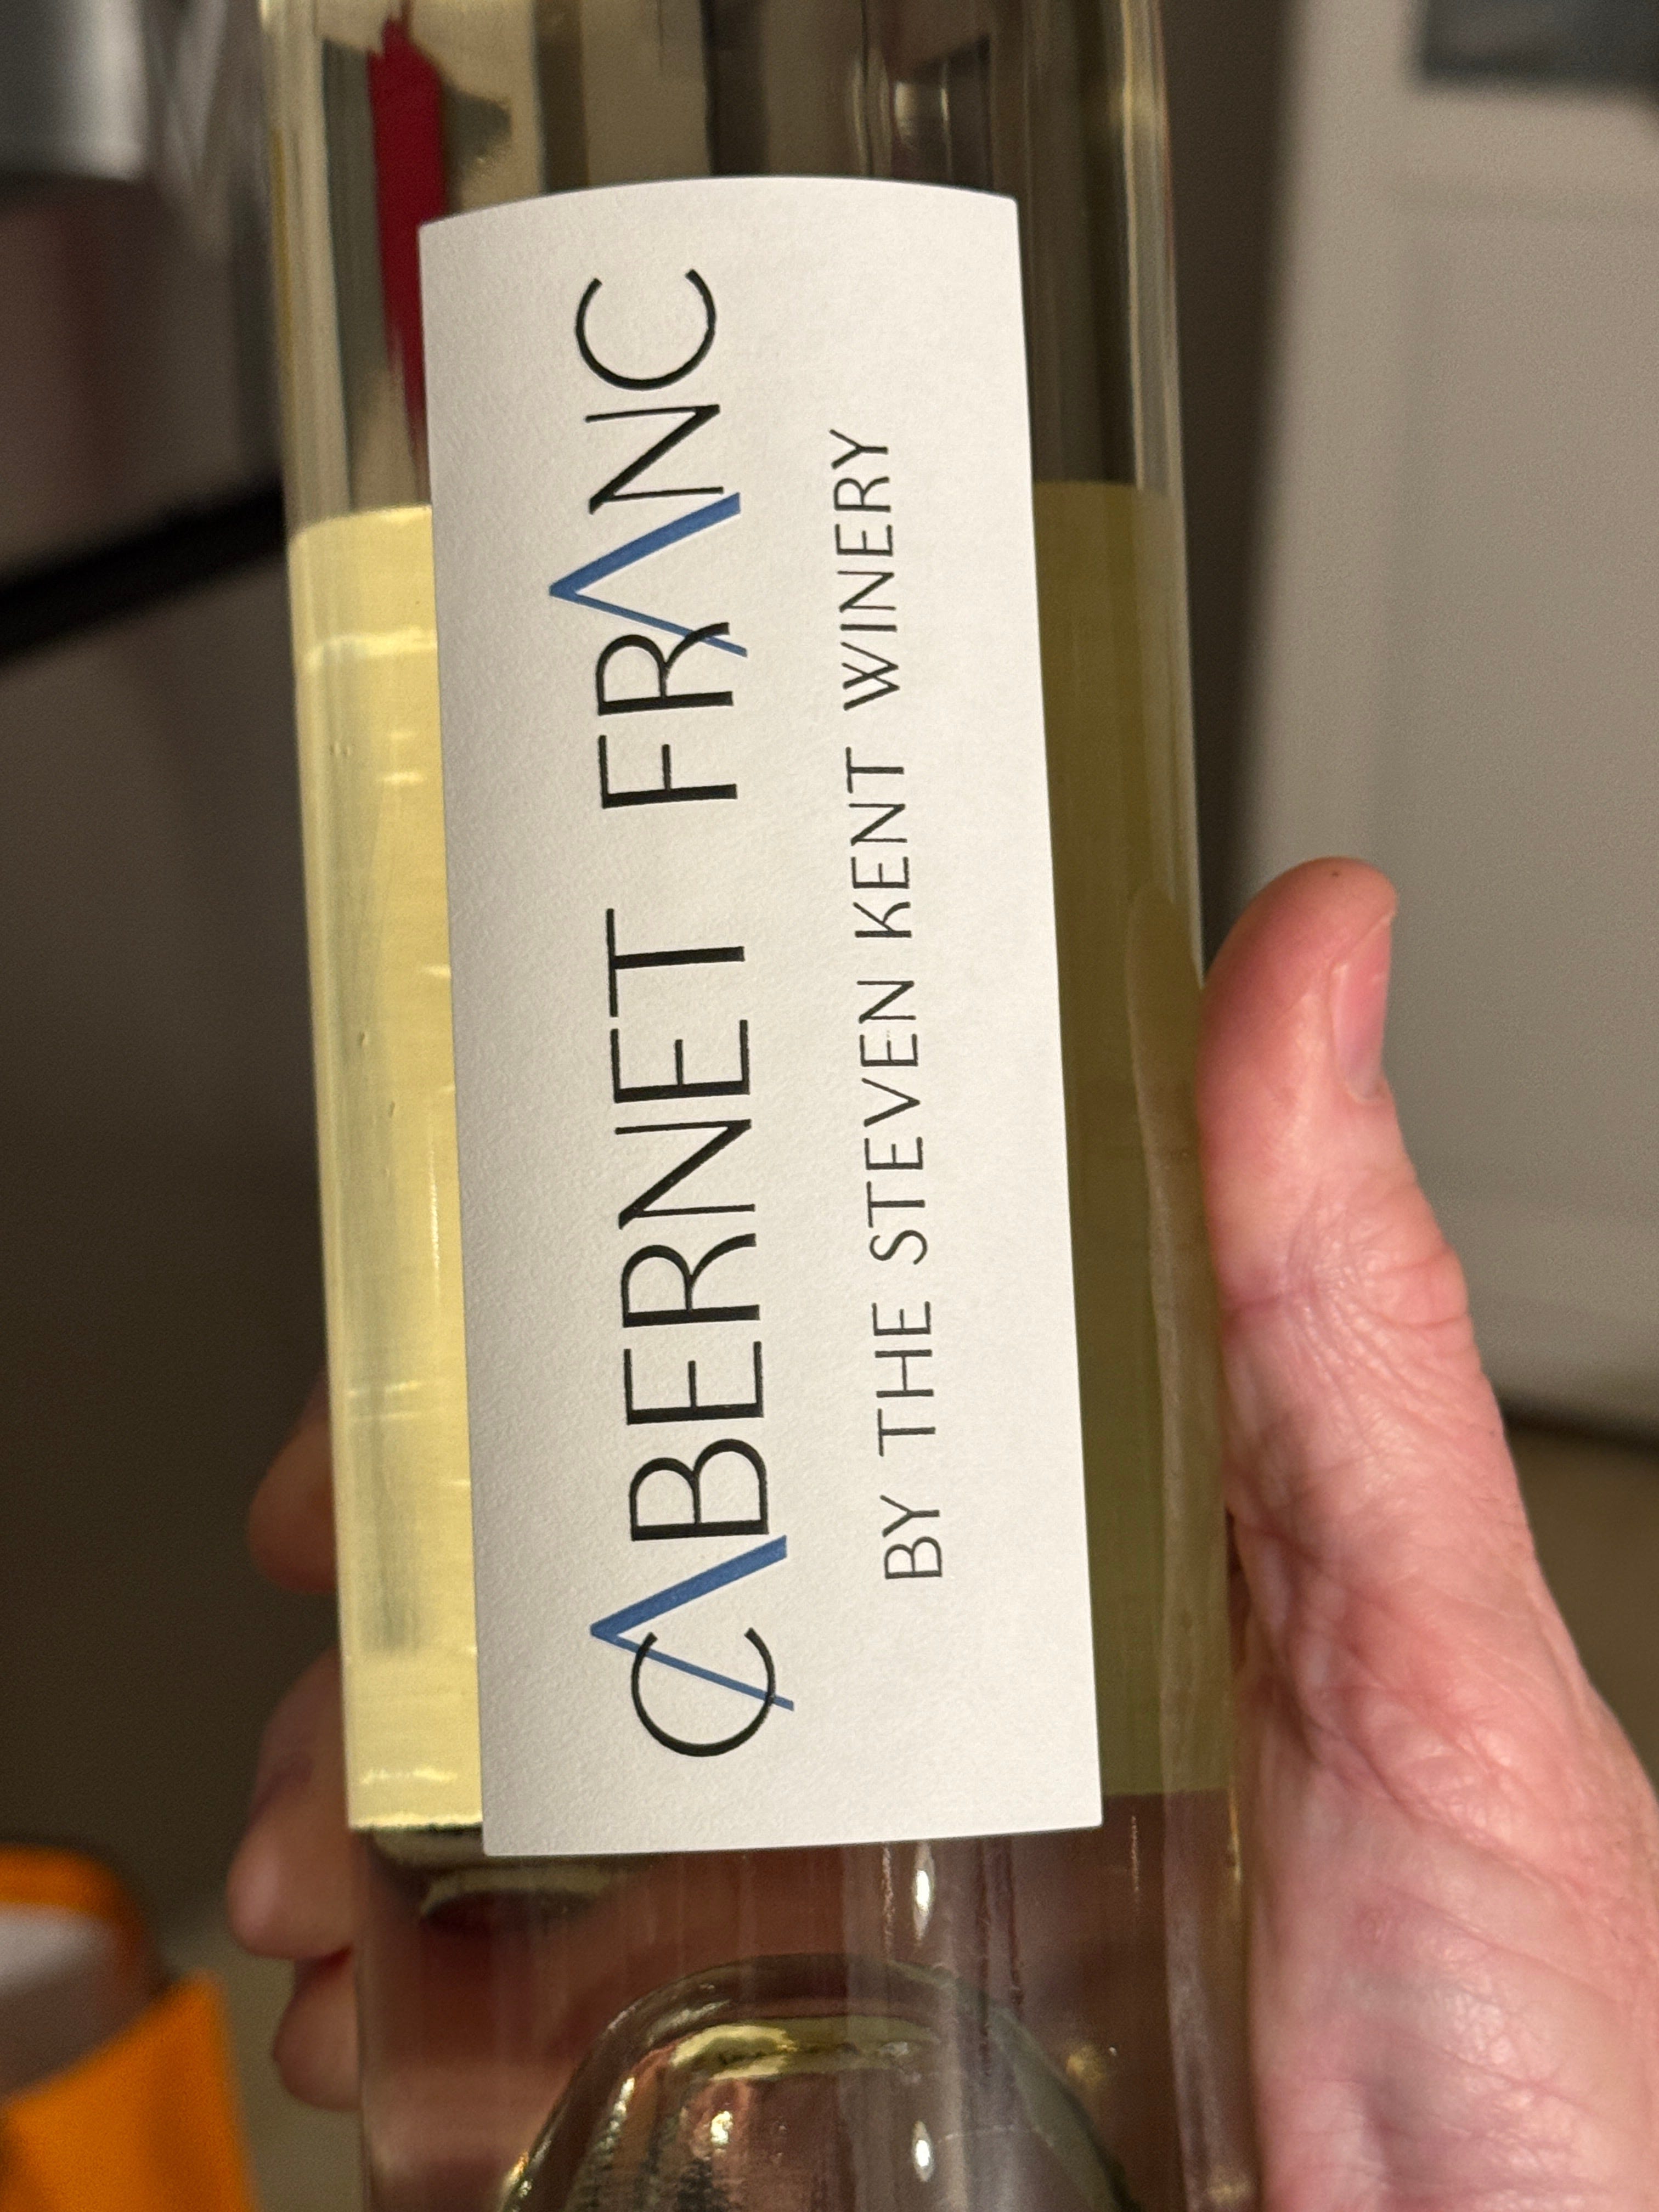 CABERNET FRANC
BY THE STEVEN KENT WINERY